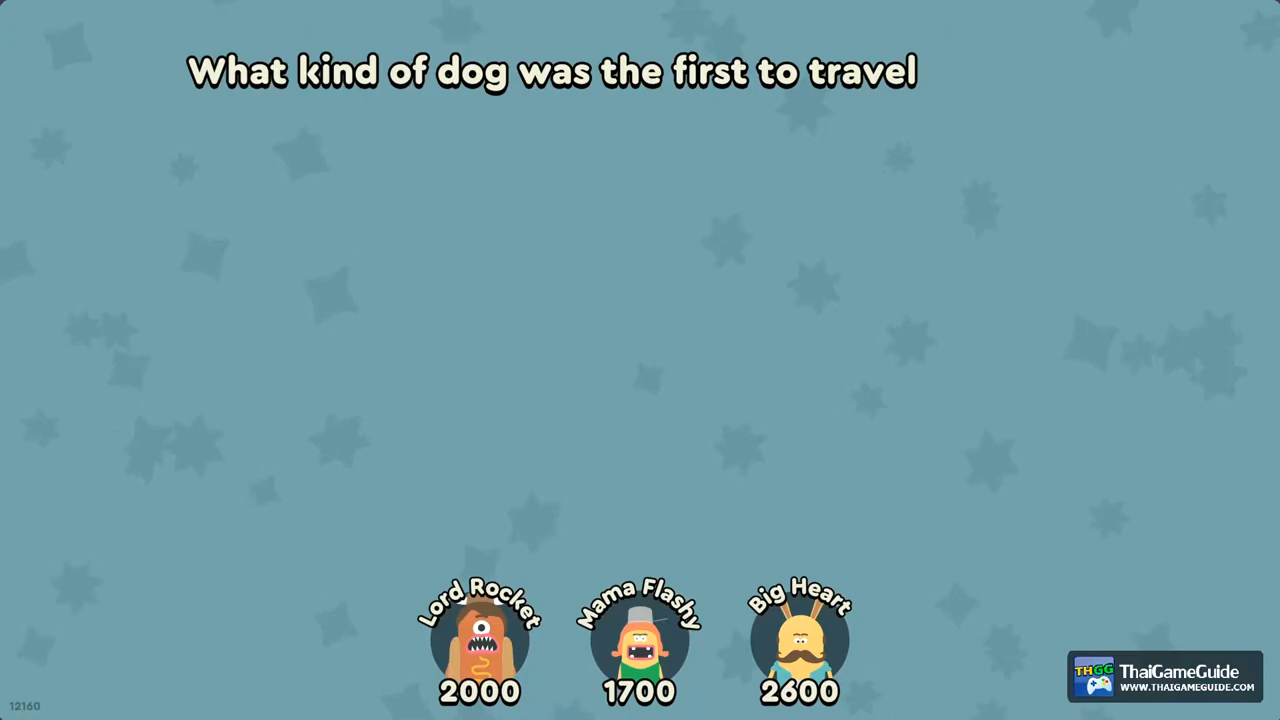 What kind of dog was the first to travel
Lord Rocket
2000
Mama Flashy
1700
Big Heart
2600
THGG
ThaiGameGuide
WWW.THAIGAMEGUIDE.COM
12160